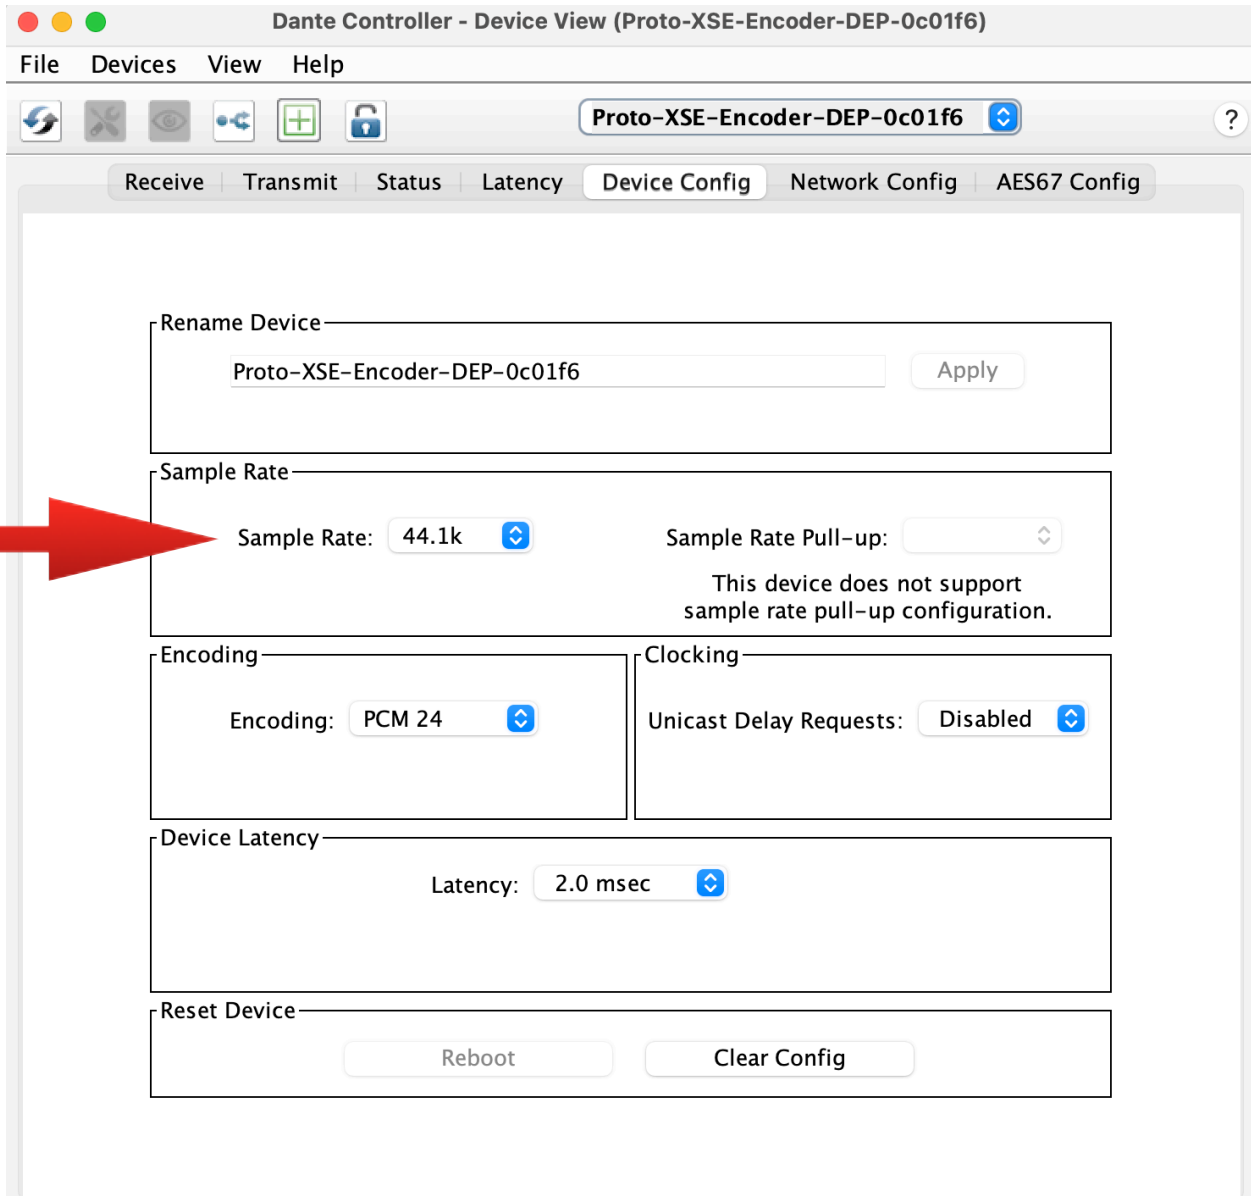 Dante Controller - Device View (Proto-XSE-Encoder-DEP-0c01f6)
File Devices View Help
Proto-XSE-Encoder-DEP-0c01f6 ?
Receive Transmit Status Latency Device Config Network Config AES67 Config
Rename Device
Proto-XSE-Encoder-DEP-0c01f6 Apply
Sample Rate
Sample Rate: 44.1k Sample Rate Pull-up:
This device does not support
sample rate pull-up configuration.
Encoding Clocking
Encoding: PCM 24 Unicast Delay Requests: Disabled
Device Latency
Latency: 2.0 msec
Reset Device
Reboot Clear Config